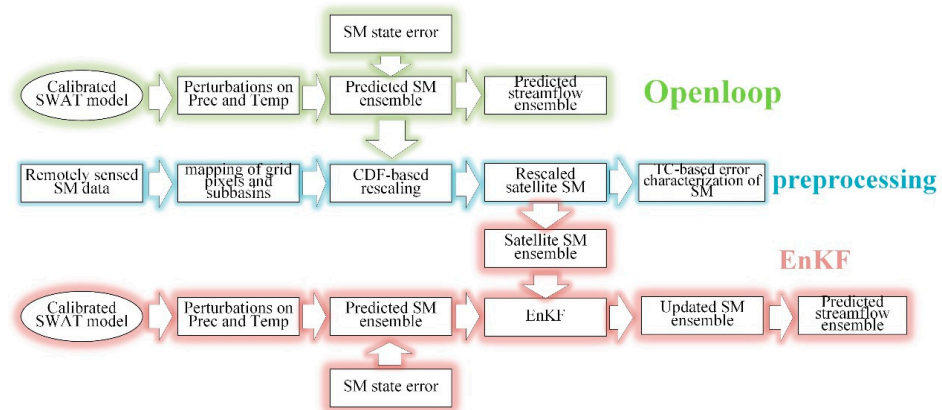 SM state error
Calibrated
SWAT model
Perturbations on
Prec and Temp
Predicted SM
ensemble
Predicted
streamflow
ensemble
Openloop
Remotely sensed
SM data
mapping of grid
pixels and
subbasins
CDF-based
rescaling
Rescaled
satellite SM
TC-based error
characterization of
SM
preprocessing
Satellite SM
ensemble
EnKF
Calibrated
SWAT model
Perturbations on
Prec and Temp
Predicted SM
ensemble
EnKF
Updated SM
ensemble
Predicted
streamflow
ensemble
SM state error